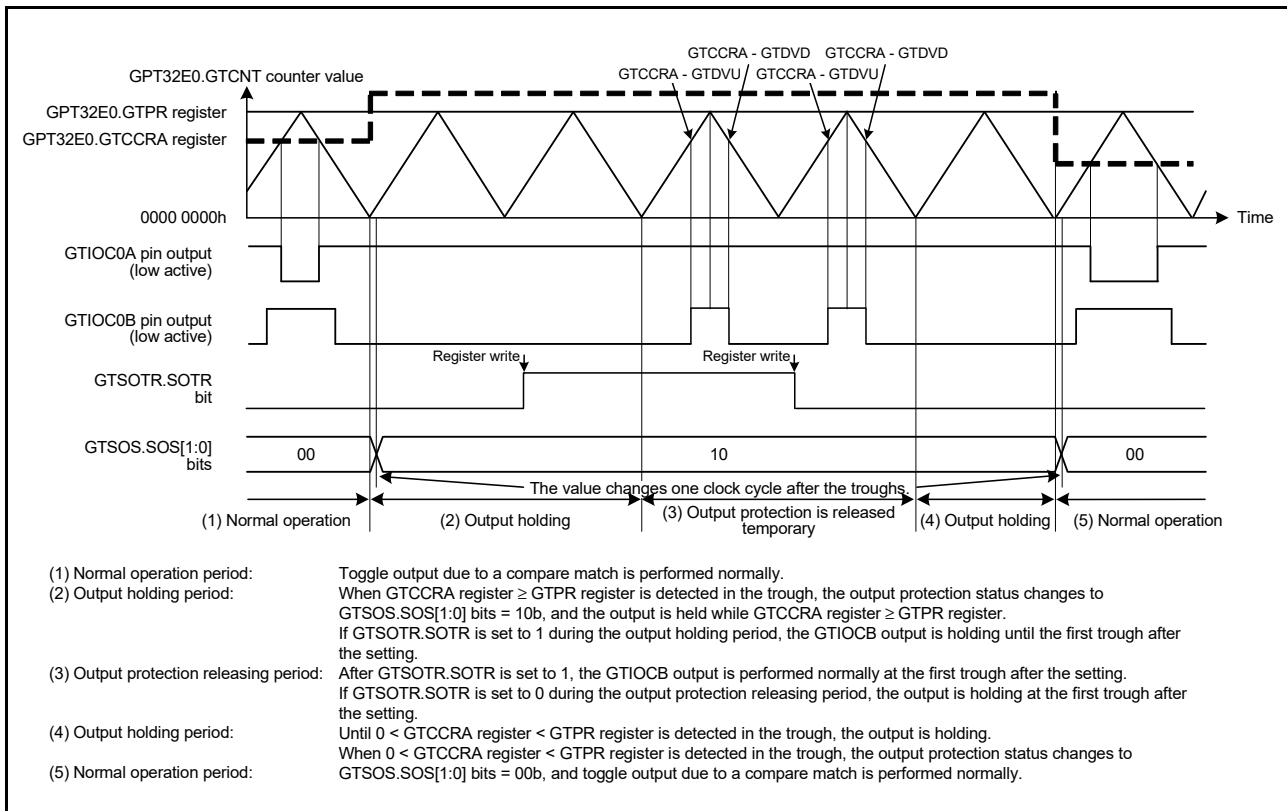 GTCCRA - GTDVD GTCCRA - GTDVD
GPT32E0.GTCNT counter value
GTCCRA - GTDVU GTCCRA - GTDVU
GPT32E0.GTPR register
GPT32E0.GTCCRA register
0000 0000h
Time
GTIOC0A pin output
(low active)
GTIOC0B pin output
(low active)
Register write
Register write
GTSOTR.SOTR
bit
GTSOS.SOS[1:0]
bits
00
10
00
The value changes one clock cycle after the troughs.
(1) Normal operation
(2) Output holding
(3) Output protection is released
temporary
(4) Output holding
(5) Normal operation
(1) Normal operation period: Toggle output due to a compare match is performed normally.
(2) Output holding period: When GTCCRA register ≥ GTPR register is detected in the trough, the output protection status changes to
GTSOS.SOS[1:0] bits = 10b, and the output is held while GTCCRA register ≥ GTPR register.
If GTSOTR.SOTR is set to 1 during the output holding period, the GTIOCB output is holding until the first trough after
the setting.
(3) Output protection releasing period: After GTSOTR.SOTR is set to 1, the GTIOCB output is performed normally at the first trough after the setting.
If GTSOTR.SOTR is set to 0 during the output protection releasing period, the output is holding at the first trough after
the setting.
(4) Output holding period: Until 0 < GTCCRA register < GTPR register is detected in the trough, the output is holding.
When 0 < GTCCRA register < GTPR register is detected in the trough, the output protection status changes to
(5) Normal operation period: GTSOS.SOS[1:0] bits = 00b, and toggle output due to a compare match is performed normally.